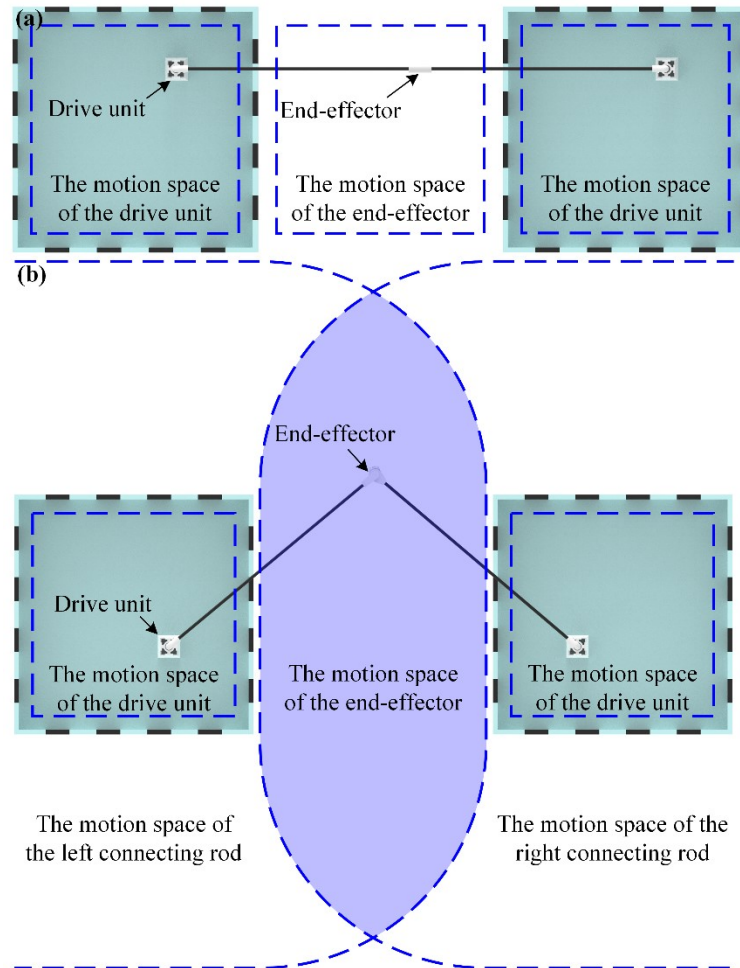 (a)
Drive unit
End-effector
The motion space
of the drive unit
The motion space
of the end-effector
The motion space
of the drive unit
(b)
End-effector
Drive unit
The motion space
of the drive unit
The motion space
of the end-effector
The motion space
of the drive unit
The motion space of
the left connecting rod
The motion space of the
right connecting rod